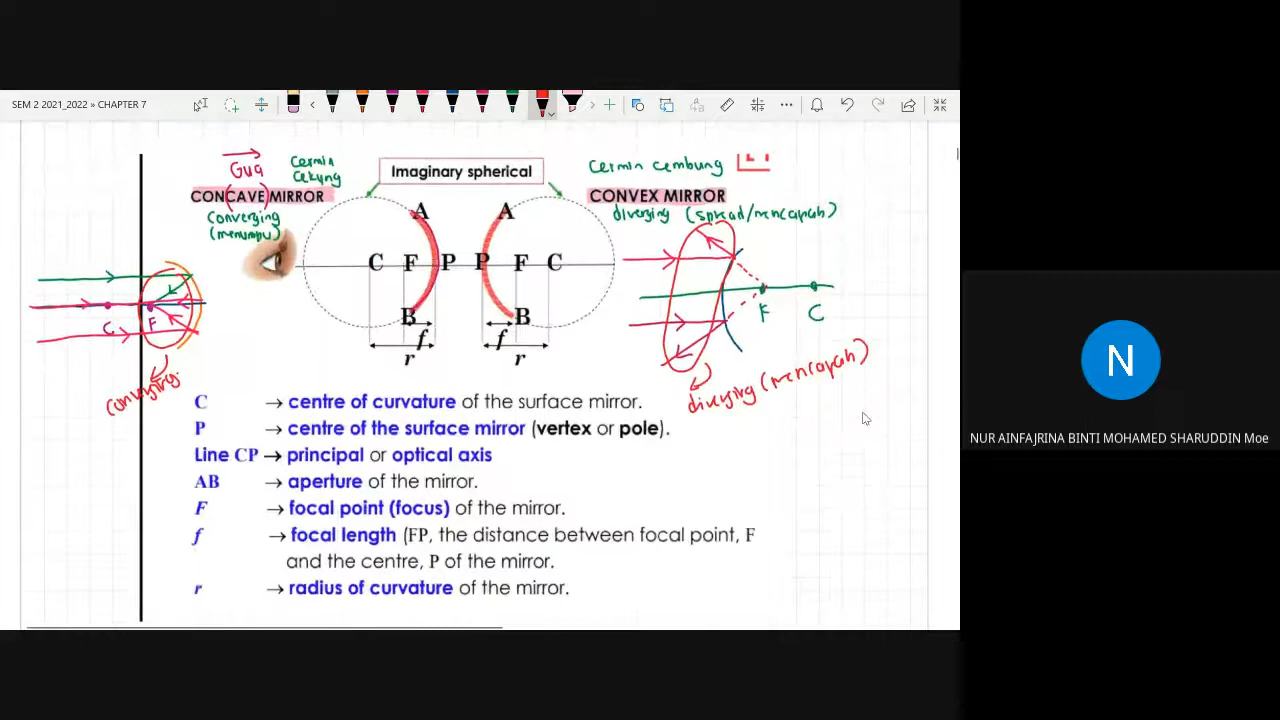 SEM 2 2021_2022 » CHAPTER 7
Gua
Cermin
Cekung
Imaginary spherical
Cermin cembung
CONCAVE MIRROR
CONVEX MIRROR
converging
(menumpu)
diverging (spread/mencapah)
A
A
C F P P F C
B
B
f
f
r
r
C F
F C
converging
diverging (mencapah)
C → centre of curvature of the surface mirror.
P → centre of the surface mirror (vertex or pole).
Line CP → principal or optical axis
AB → aperture of the mirror.
F → focal point (focus) of the mirror.
f → focal length (FP, the distance between focal point, F
and the centre, P of the mirror.
r → radius of curvature of the mirror.
N
NUR AINFAJRINA BINTI MOHAMED SHARUDDIN Moe